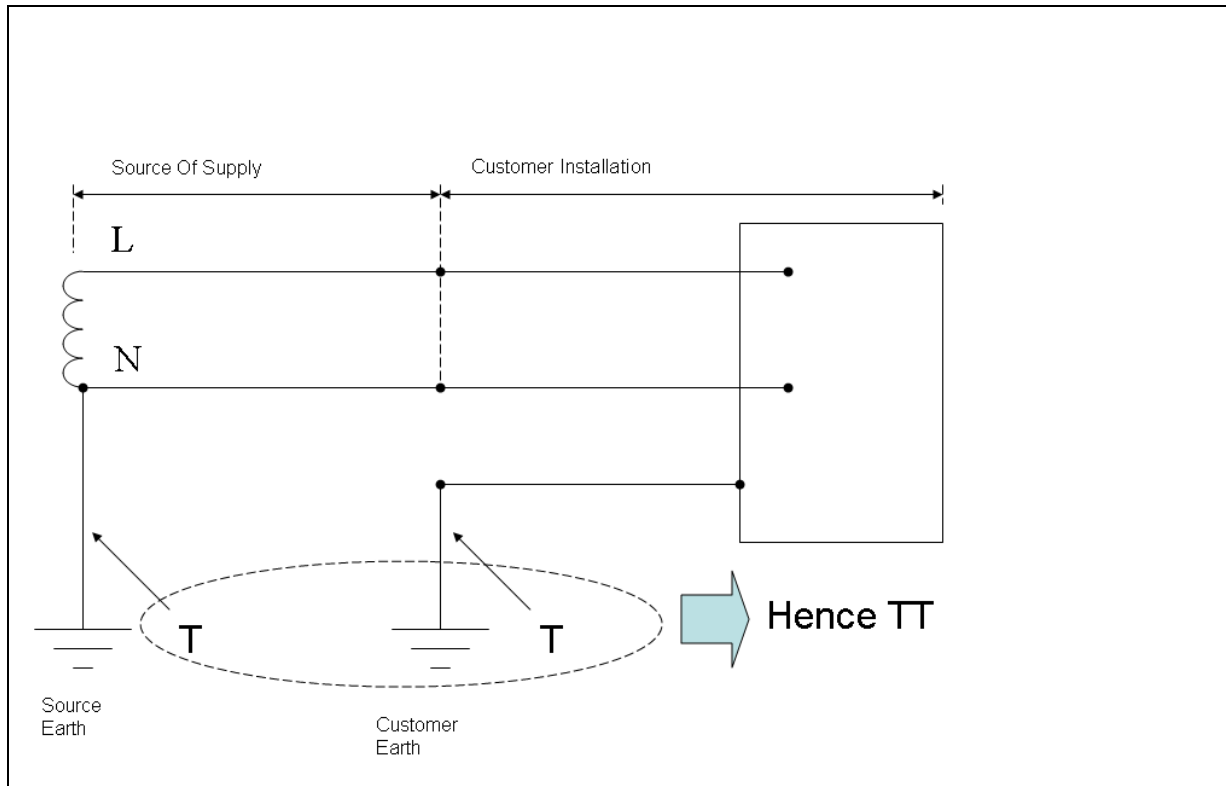 Source Of Supply
Customer Installation
L
N
T
T
Hence TT
Source
Earth
Customer
Earth